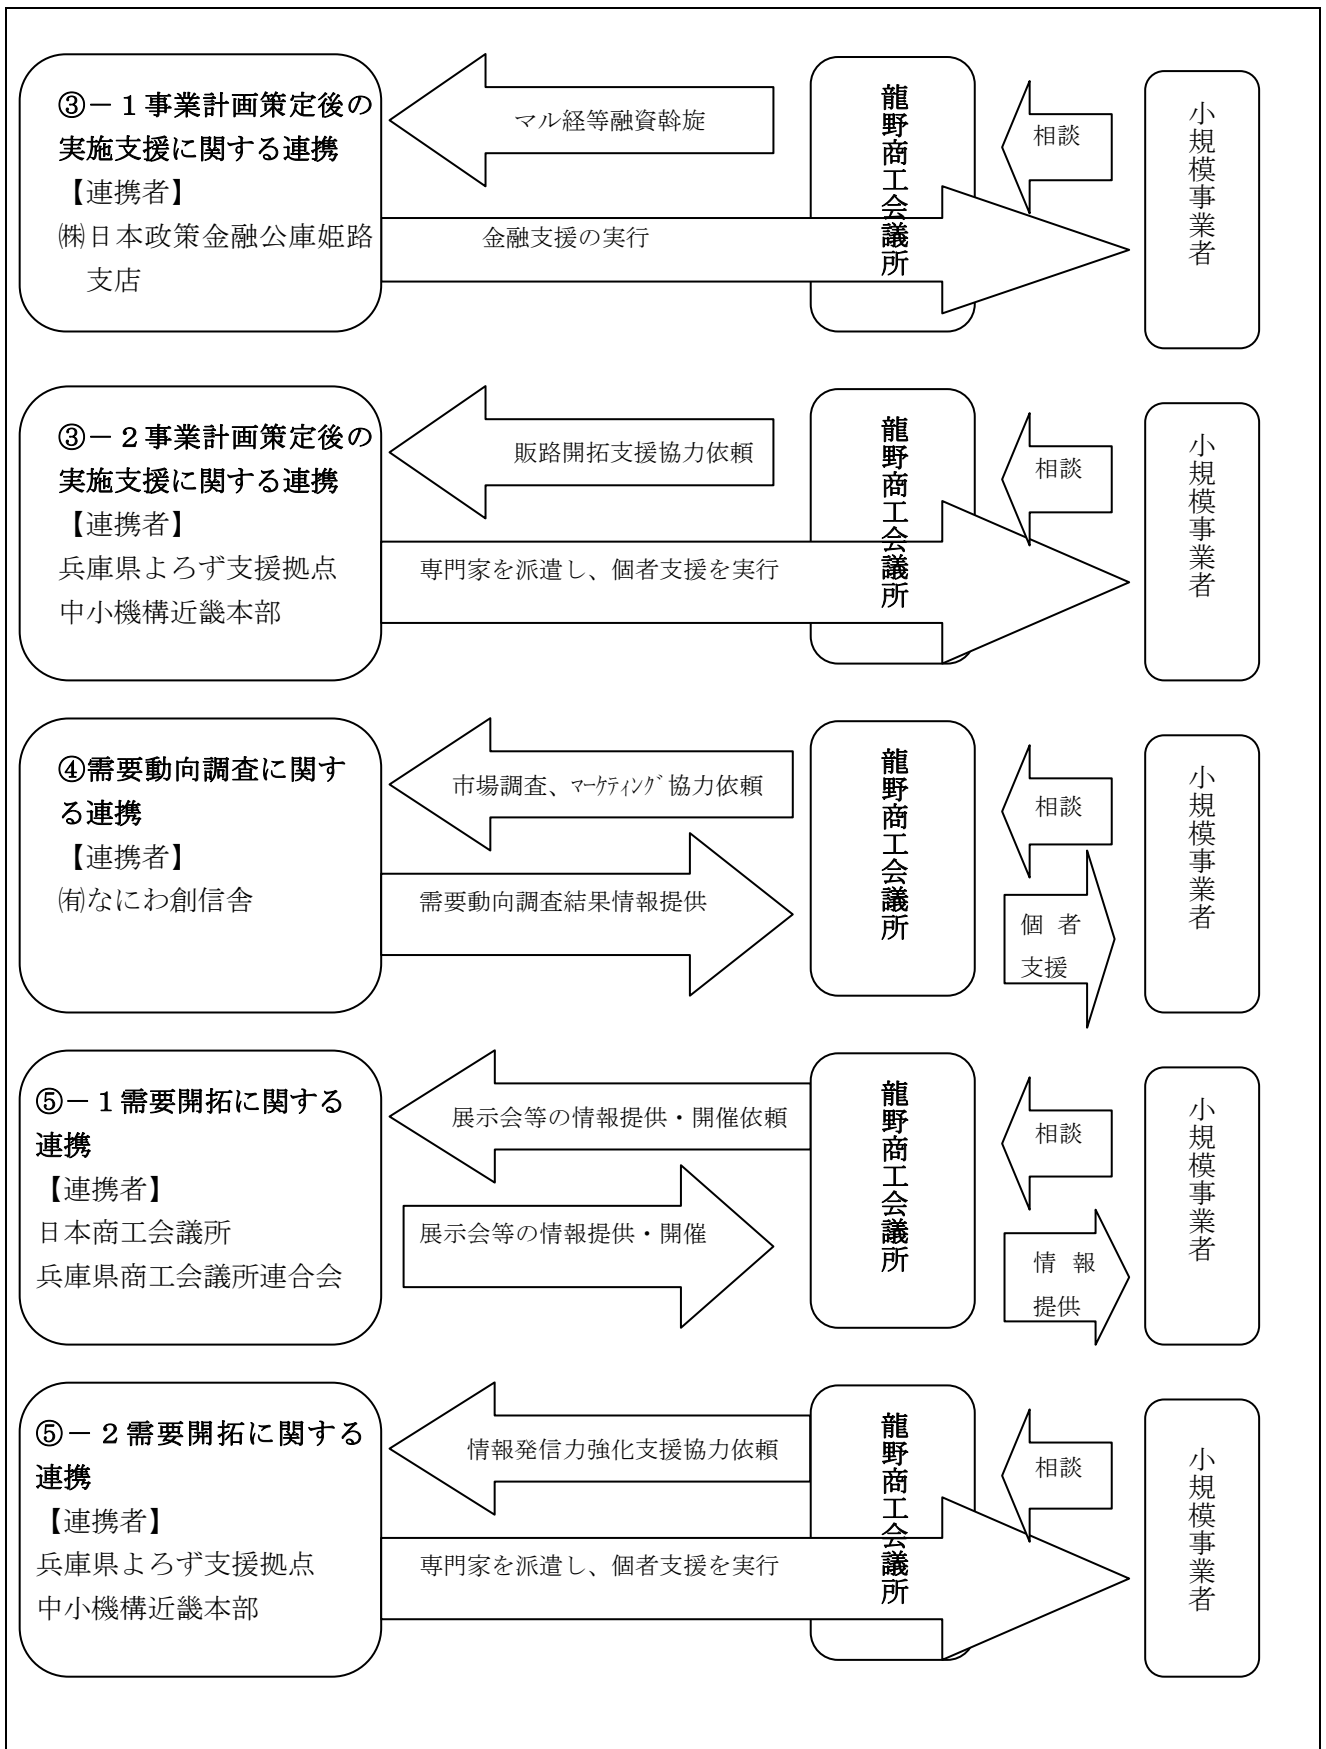 ③－１事業計画策定後の
実施支援に関する連携
【連携者】
㈱日本政策金融公庫姫路
支店
マル経等融資斡旋
金融支援の実行
龍野商工会議所
相談
小規模事業者
③－２事業計画策定後の
実施支援に関する連携
【連携者】
兵庫県よろず支援拠点
中小機構近畿本部
販路開拓支援協力依頼
専門家を派遣し、個者支援を実行
龍野商工会議所
相談
小規模事業者
④需要動向調査に関す
る連携
【連携者】
㈲なにわ創信舎
市場調査、ﾏｰｹﾃｨﾝｸﾞ協力依頼
需要動向調査結果情報提供
龍野商工会議所
相談
個者
支援
小規模事業者
⑤－１需要開拓に関する
連携
【連携者】
日本商工会議所
兵庫県商工会議所連合会
展示会等の情報提供・開催依頼
展示会等の情報提供・開催
龍野商工会議所
相談
情報
提供
小規模事業者
⑤－２需要開拓に関する
連携
【連携者】
兵庫県よろず支援拠点
中小機構近畿本部
情報発信力強化支援協力依頼
専門家を派遣し、個者支援を実行
龍野商工会議所
相談
小規模事業者